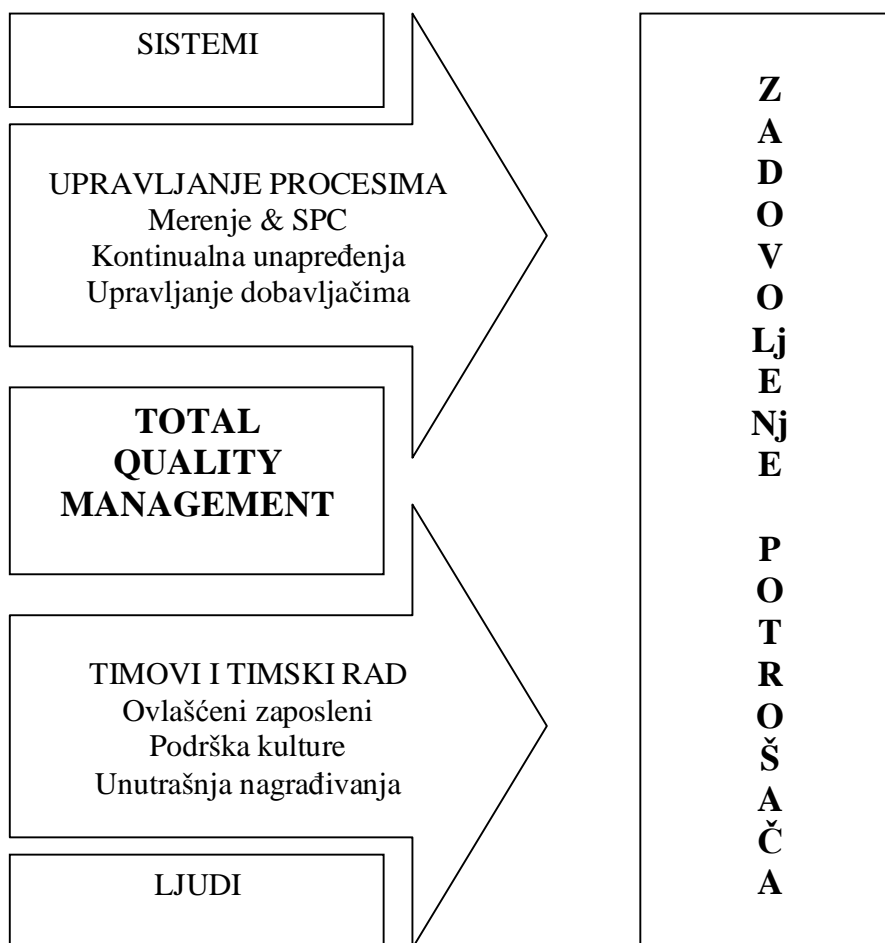 SISTEMI
UPRAVLJANJE PROCESIMA
Merenje & SPC
Kontinualna unapređenja
Upravljanje dobavljačima
TOTAL
QUALITY
MANAGEMENT
TIMOVI I TIMSKI RAD
Ovlašćeni zaposleni
Podrška kulture
Unutrašnja nagrađivanja
LJUDI
Z
A
D
O
V
O
Lj
E
Nj
E
P
O
T
R
O
Š
A
Č
A